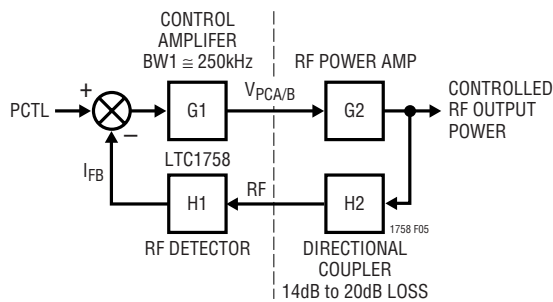 CONTROL
AMPLIFER
BW1 ≅ 250kHz
RF POWER AMP
PCTL
+
–
G1
VPCA/B
G2
CONTROLLED
RF OUTPUT
POWER
LTC1758
IFB
H1
RF
H2
1758 F05
RF DETECTOR
DIRECTIONAL
COUPLER
14dB to 20dB LOSS